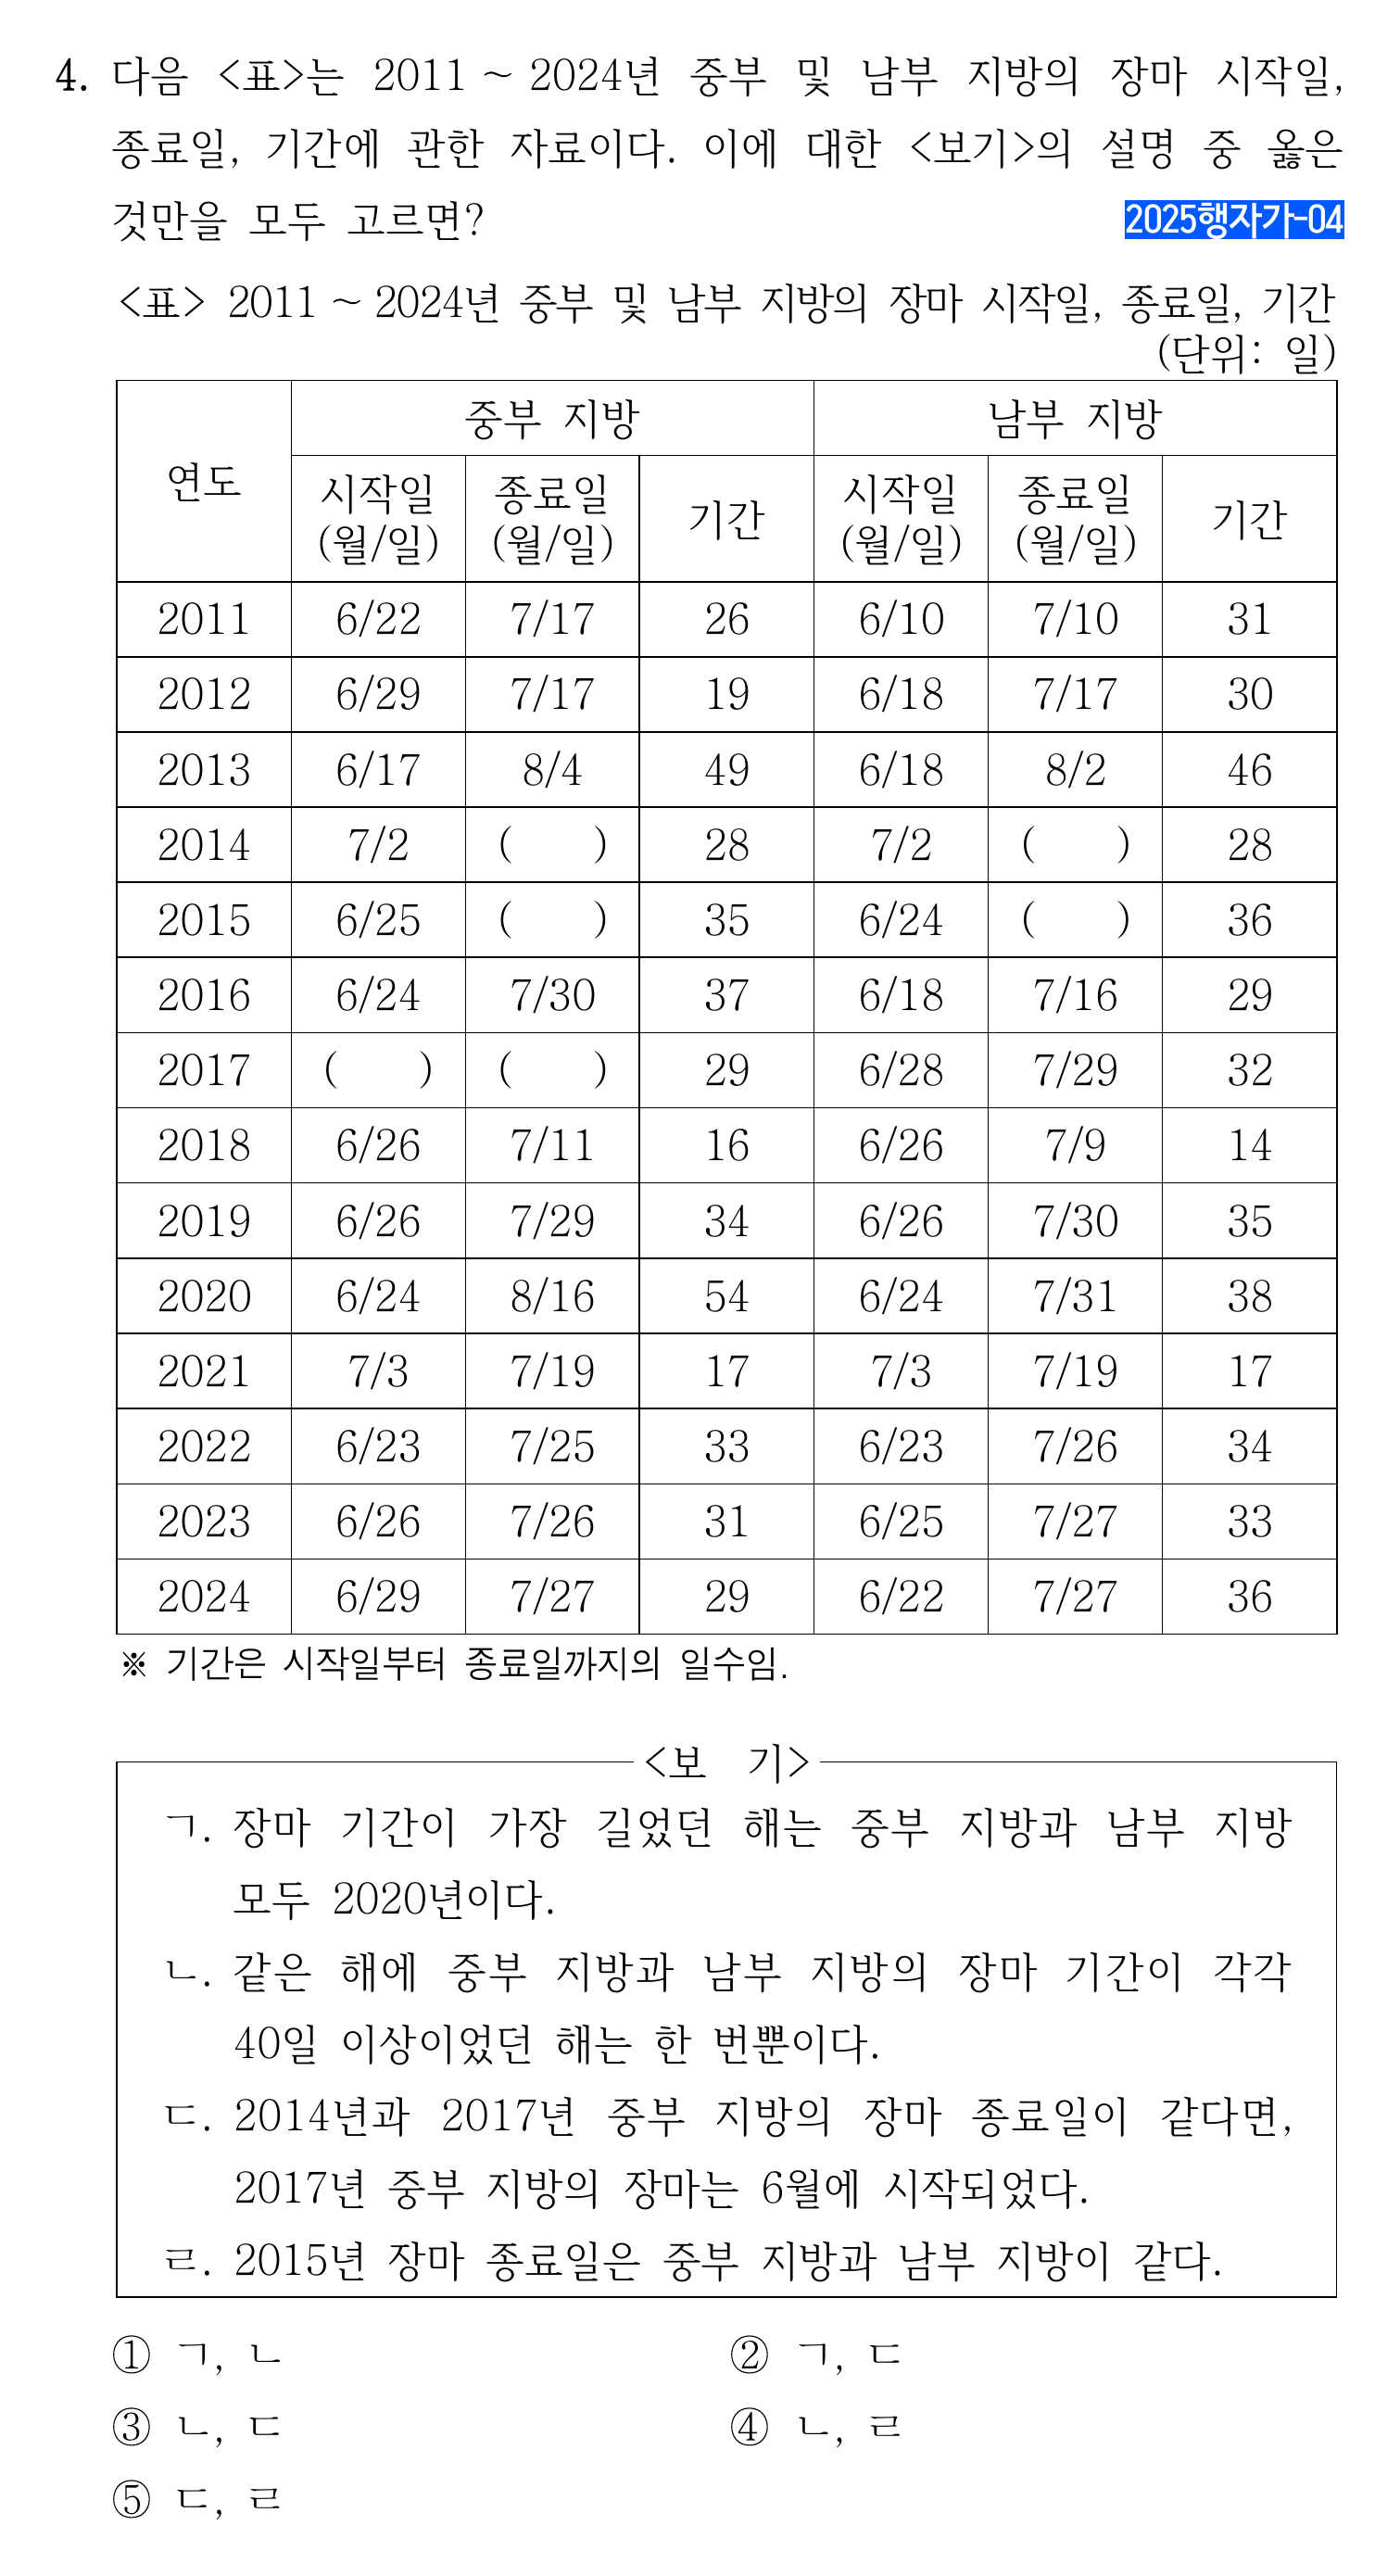 4. 다음 <표>는 2011 ~ 2024년 중부 및 남부 지방의 장마 시작일,
종료일, 기간에 관한 자료이다. 이에 대한 <보기>의 설명 중 옳은
것만을 모두 고르면? 2025행자가-04
<표> 2011 ~ 2024년 중부 및 남부 지방의 장마 시작일, 종료일, 기간
(단위: 일)
연도 중부 지방 남부 지방
시작일 (월/일) 종료일 (월/일) 기간 시작일 (월/일) 종료일 (월/일) 기간
2011 6/22 7/17 26 6/10 7/10 31
2012 6/29 7/17 19 6/18 7/17 30
2013 6/17 8/4 49 6/18 8/2 46
2014 7/2 ( ) 28 7/2 ( ) 28
2015 6/25 ( ) 35 6/24 ( ) 36
2016 6/24 7/30 37 6/18 7/16 29
2017 ( ) ( ) 29 6/28 7/29 32
2018 6/26 7/11 16 6/26 7/9 14
2019 6/26 7/29 34 6/26 7/30 35
2020 6/24 8/16 54 6/24 7/31 38
2021 7/3 7/19 17 7/3 7/19 17
2022 6/23 7/25 33 6/23 7/26 34
2023 6/26 7/26 31 6/25 7/27 33
2024 6/29 7/27 29 6/22 7/27 36
※ 기간은 시작일부터 종료일까지의 일수임.
<보 기>
ㄱ. 장마 기간이 가장 길었던 해는 중부 지방과 남부 지방
모두 2020년이다.
ㄴ. 같은 해에 중부 지방과 남부 지방의 장마 기간이 각각
40일 이상이었던 해는 한 번뿐이다.
ㄷ. 2014년과 2017년 중부 지방의 장마 종료일이 같다면,
2017년 중부 지방의 장마는 6월에 시작되었다.
ㄹ. 2015년 장마 종료일은 중부 지방과 남부 지방이 같다.
① ㄱ, ㄴ ② ㄱ, ㄷ
③ ㄴ, ㄷ ④ ㄴ, ㄹ
⑤ ㄷ, ㄹ